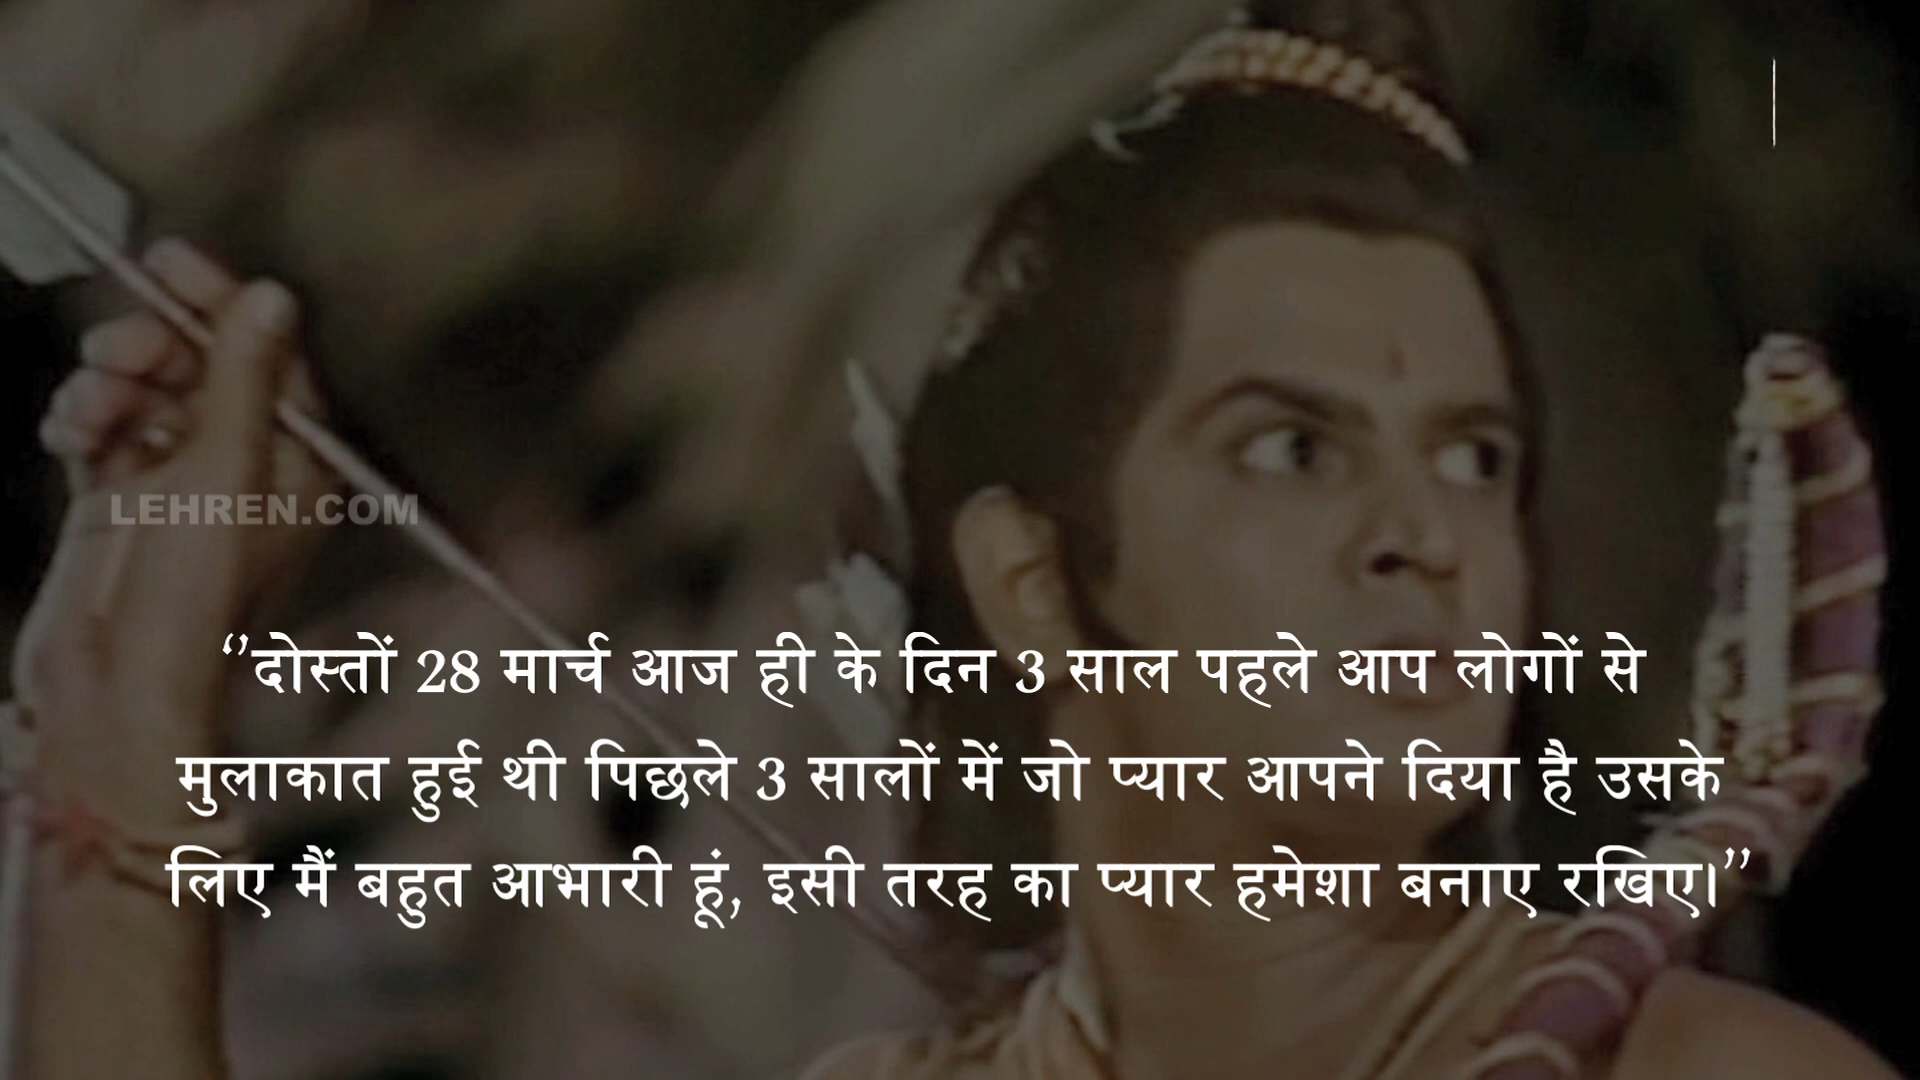 LEHREN.COM
“दोस्तों 28 मार्च आज ही के दिन 3 साल पहले आप लोगों से
मुलाकात हुई थी पिछले 3 सालों में जो प्यार आपने दिया है उसके
लिए मैं बहुत आभारी हूं, इसी तरह का प्यार हमेशा बनाए रखिए।”